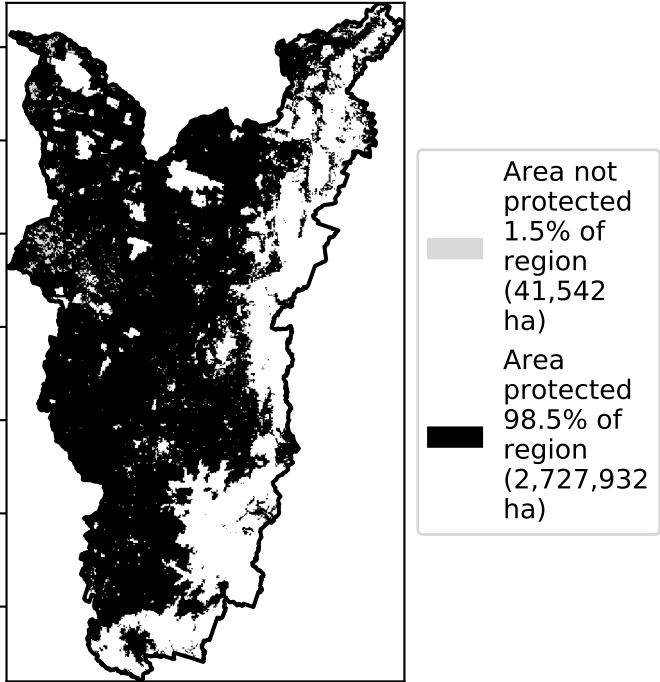 Area not
protected
1.5% of
region
(41,542
ha)
Area
protected
98.5% of
region
(2,727,932
ha)